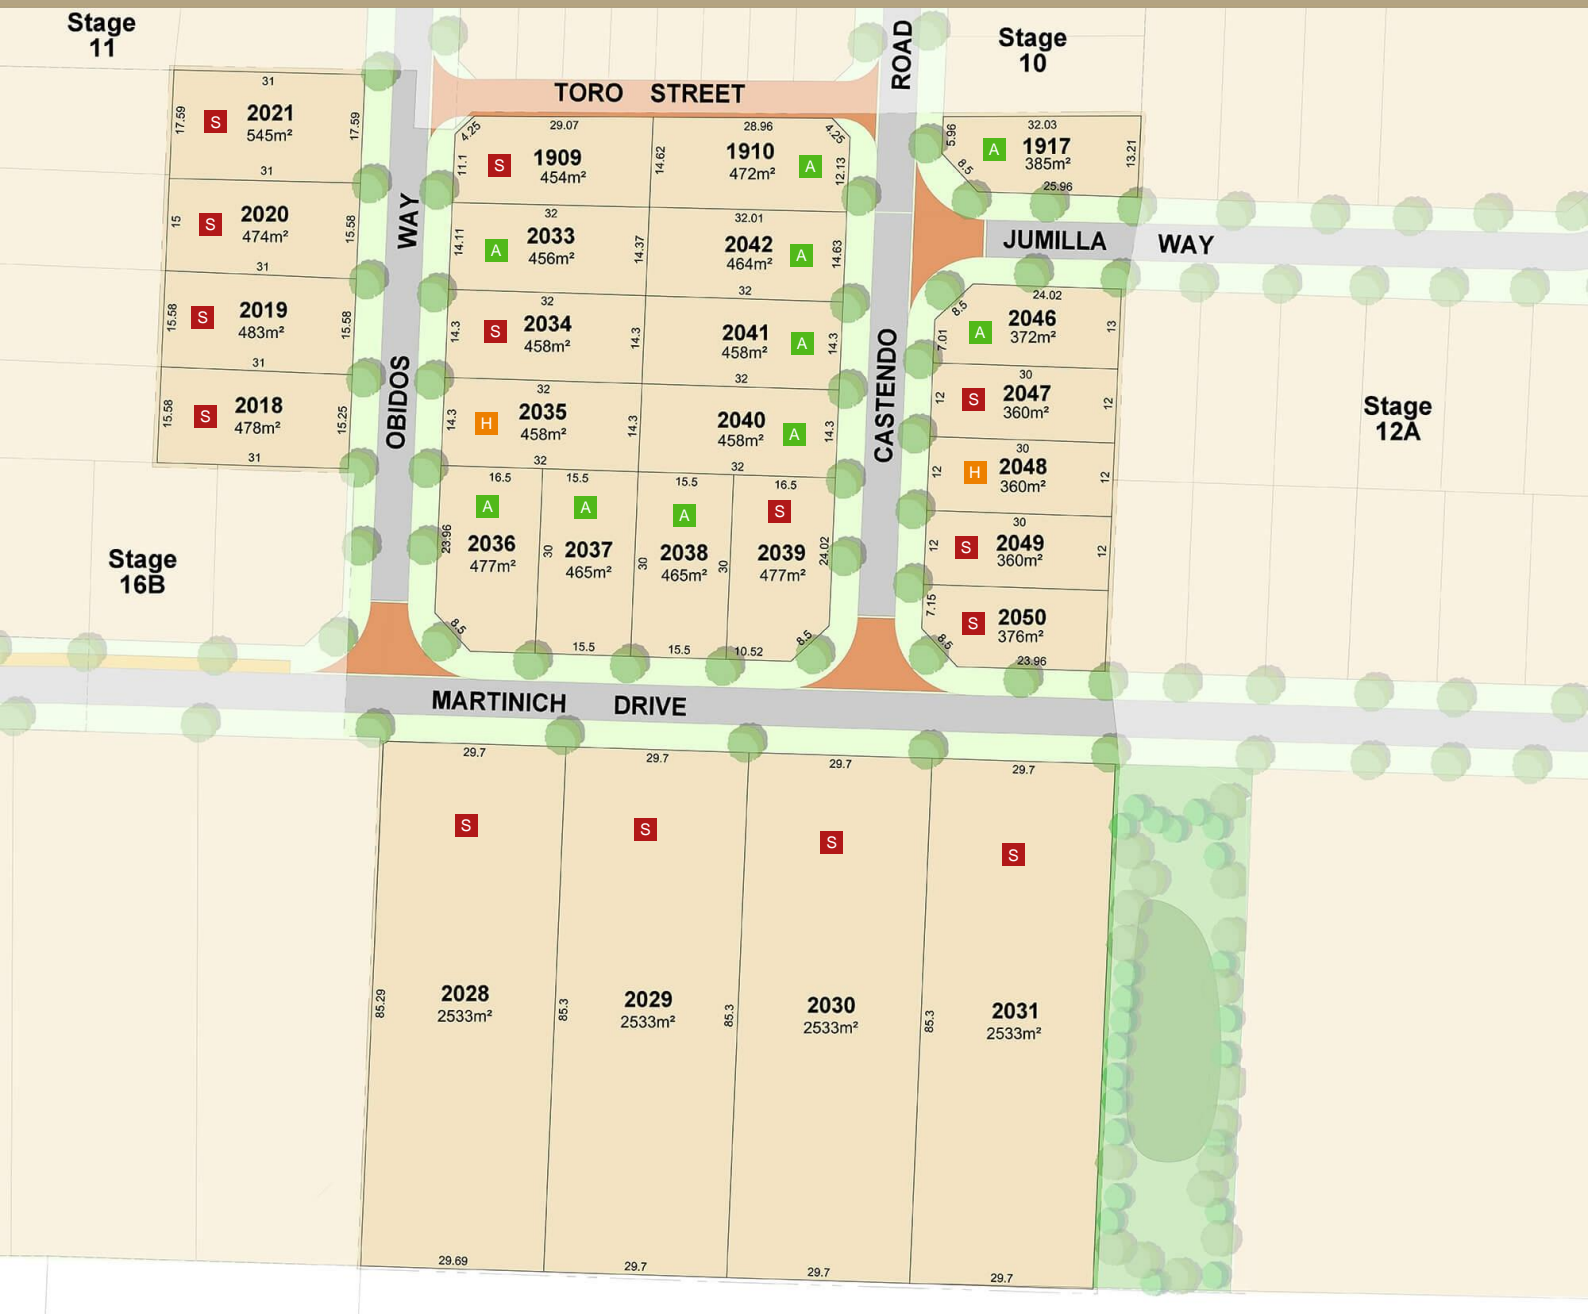 Stage
11
Stage
10
ROAD
TORO STREET
31
17.59
S
2021
545m²
17.59
31
15
S
2020
474m²
15.58
31
15.58
S
2019
483m²
15.58
31
15.58
S
2018
478m²
15.25
31
OBIDOS WAY
4.25
29.07
11.1
S
1909
454m²
14.62
28.96
4.25
1910
472m²
A
12.13
32
14.11
A
2033
456m²
14.37
32.01
2042
464m²
A
14.63
32
14.3
S
2034
458m²
14.3
32
2041
458m²
A
14.3
32
14.3
H
2035
458m²
14.3
32
2040
458m²
A
14.3
32
32
16.5
A
2036
477m²
23.96
8.5
15.5
A
2037
465m²
30
15.5
15.5
A
2038
465m²
30
15.5
16.5
S
2039
477m²
30
24.02
10.52
8.5
CASTENDO
5.96
32.03
A
1917
385m²
13.21
8.5
25.96
JUMILLA WAY
8.5
24.02
7.01
A
2046
372m²
13
30
12
S
2047
360m²
12
30
12
H
2048
360m²
12
30
12
S
2049
360m²
12
7.15
S
2050
376m²
8.5
23.96
Stage
12A
Stage
16B
MARTINICH DRIVE
29.7
29.7
29.7
29.7
S
S
S
S
85.29
2028
2533m²
85.3
2029
2533m²
85.3
2030
2533m²
85.3
2031
2533m²
29.69
29.7
29.7
29.7